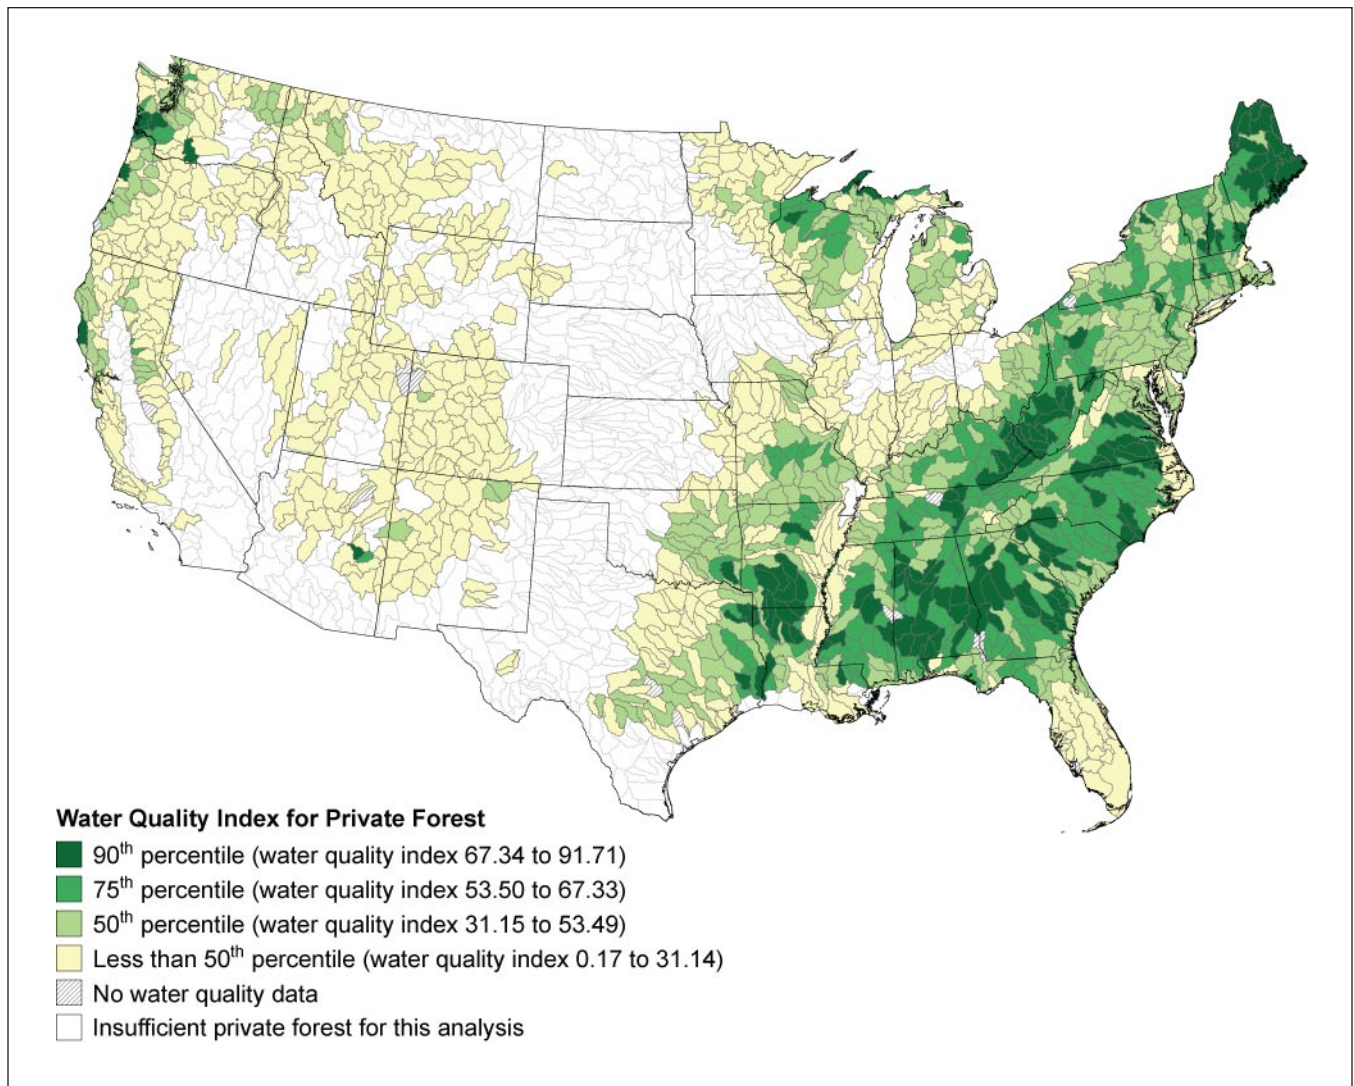 Water Quality Index for Private Forest
90th percentile (water quality index 67.34 to 91.71)
75th percentile (water quality index 53.50 to 67.33)
50th percentile (water quality index 31.15 to 53.49)
Less than 50th percentile (water quality index 0.17 to 31.14)
No water quality data
Insufficient private forest for this analysis